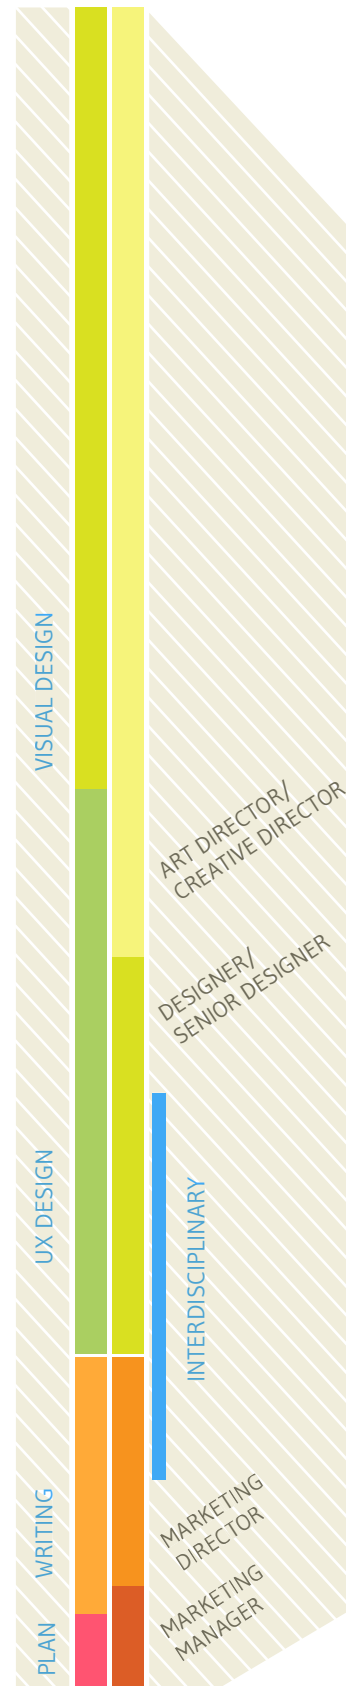 VISUAL DESIGN
ART DIRECTOR/
CREATIVE DIRECTOR
DESIGNER/
SENIOR DESIGNER
UX DESIGN
INTERDISCIPLINARY
WRITING
MARKETING
DIRECTOR
MARKETING
MANAGER
PLAN